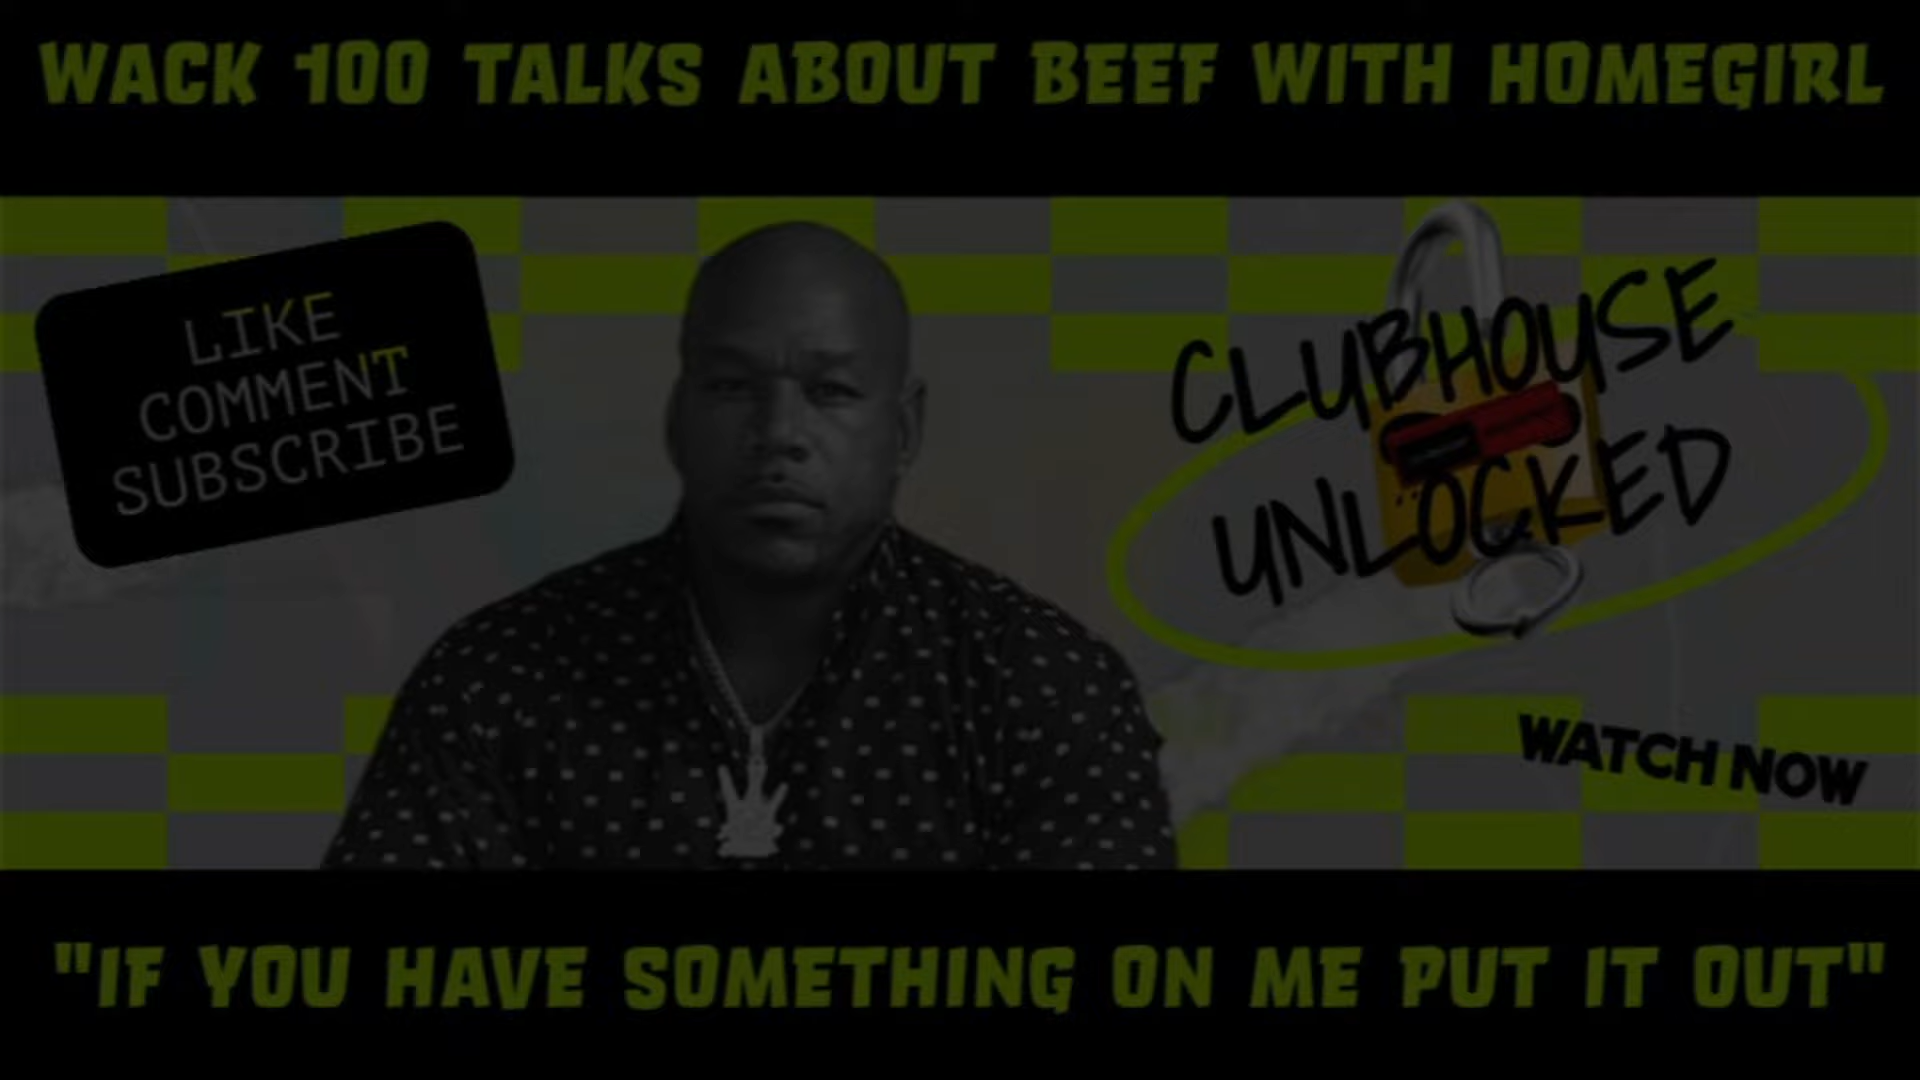 WACK 100 TALKS ABOUT BEEF WITH HOMEGIRL
LIKE
COMMENT
SUBSCRIBE
CLUBHOUSE
UNLOCKED
WATCH NOW
"IF YOU HAVE SOMETHING ON ME PUT IT OUT"